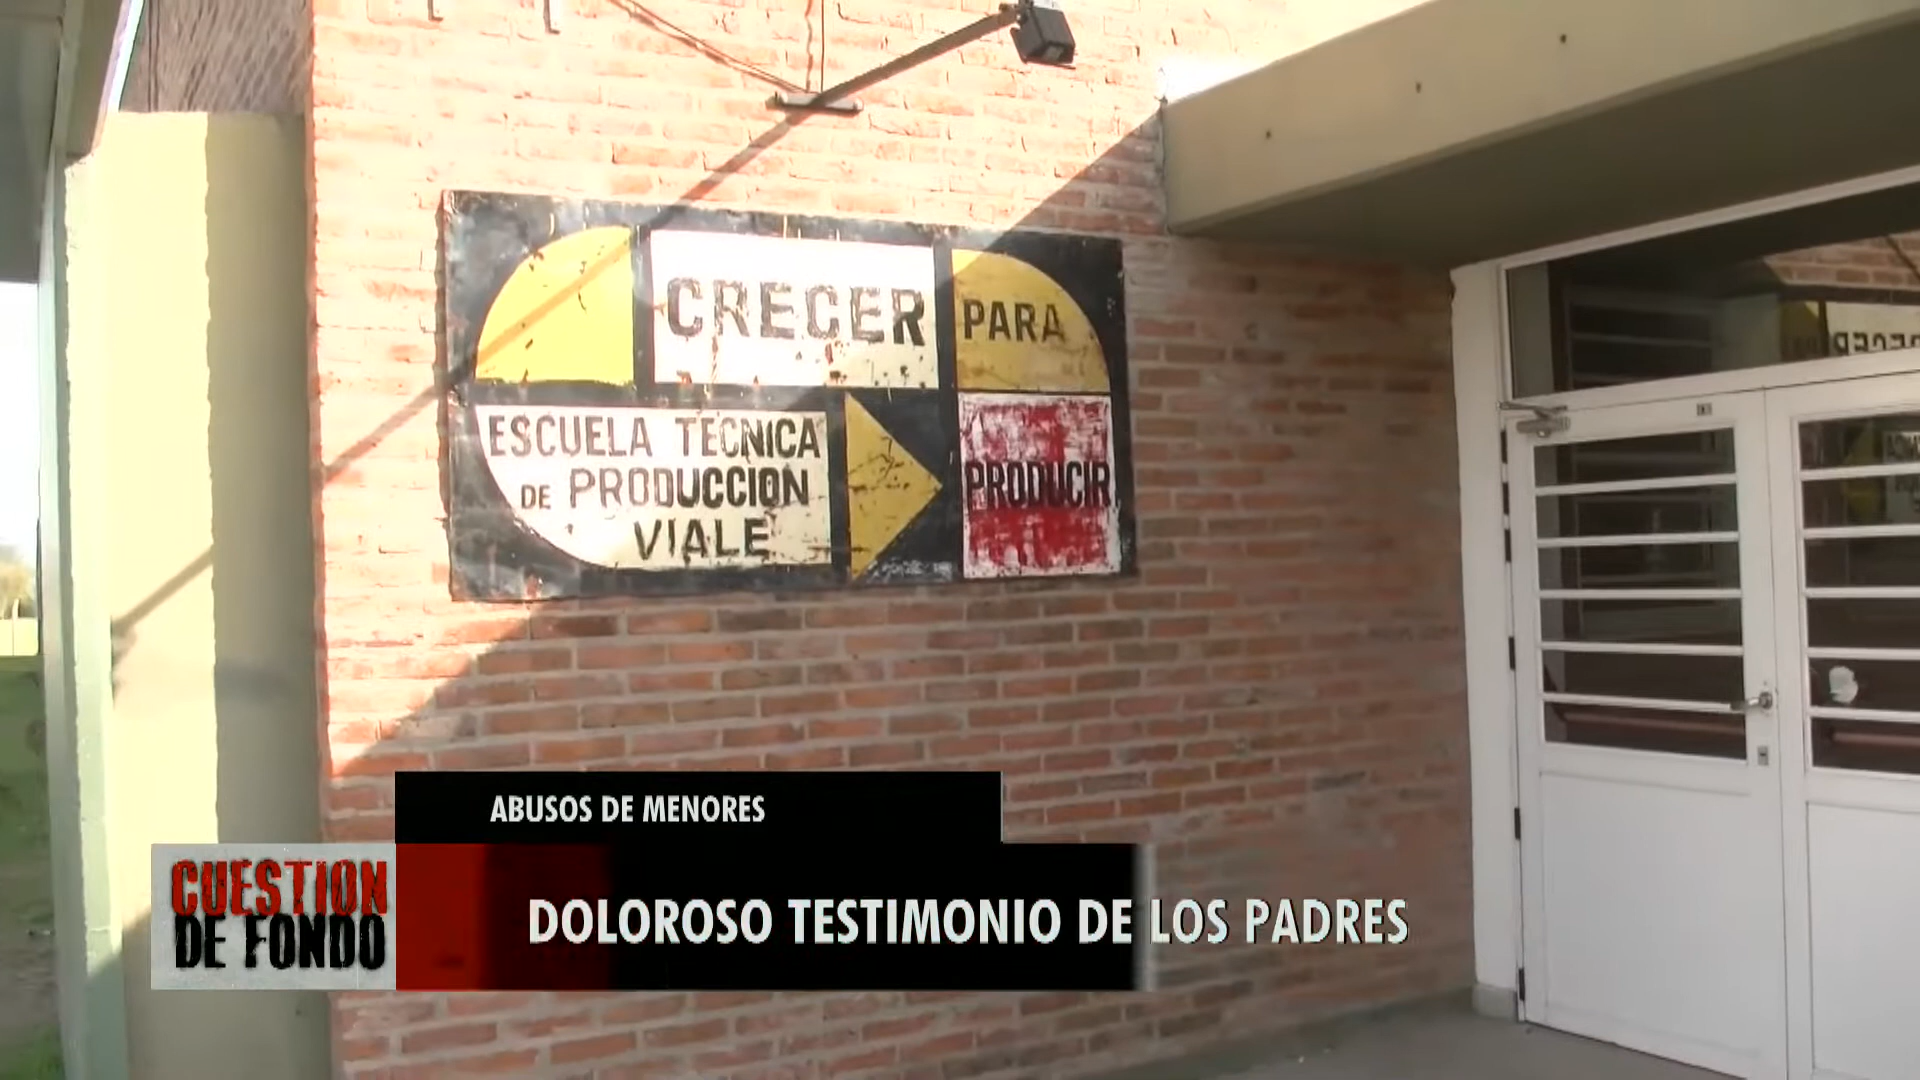 CRECER
PARA
ESCUELA TECNICA
DE PRODUCCION
VIALE
PRODUCIR
ABUSOS DE MENORES
CUESTION
DE FONDO
DOLOROSO TESTIMONIO DE LOS PADRES